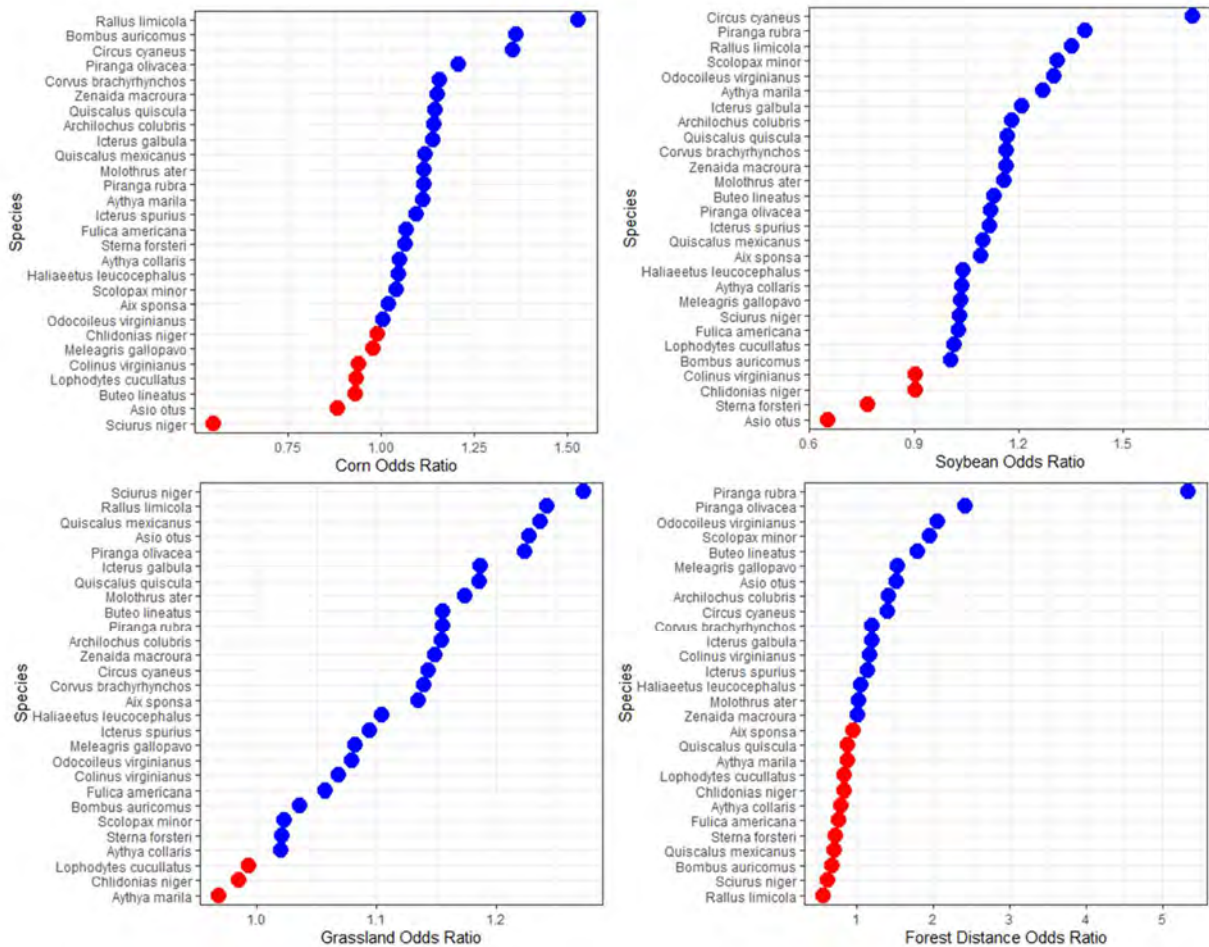 Rallus limicola
Bombus auricomus
Circus cyaneus
Piranga olivacea
Corvus brachyrhynchos
Zenaida macroura
Quiscalus quiscula
Archilochus colubris
Icterus galbula
Quiscalus mexicanus
Molothrus ater
Piranga rubra
Aythya marila
Icterus spurius
Fulica americana
Sterna forsteri
Aythya collaris
Haliaeetus leucocephalus
Scolopax minor
Aix sponsa
Odocoileus virginianus
Chlidonias niger
Meleagris gallopavo
Colinus virginianus
Lophodytes cucullatus
Buteo lineatus
Asio otus
Sciurus niger
Species
0.75 1.00 1.25 1.50
Corn Odds Ratio
Circus cyaneus
Piranga rubra
Rallus limicola
Scolopax minor
Odocoileus virginianus
Aythya marila
Icterus galbula
Archilochus colubris
Quiscalus quiscula
Corvus brachyrhynchos
Zenaida macroura
Molothrus ater
Buteo lineatus
Piranga olivacea
Icterus spurius
Quiscalus mexicanus
Aix sponsa
Haliaeetus leucocephalus
Aythya collaris
Meleagris gallopavo
Sciurus niger
Fulica americana
Lophodytes cucullatus
Bombus auricomus
Colinus virginianus
Chlidonias niger
Sterna forsteri
Asio otus
Species
0.6 0.9 1.2 1.5
Soybean Odds Ratio
Sciurus niger
Rallus limicola
Quiscalus mexicanus
Asio otus
Piranga olivacea
Icterus galbula
Quiscalus quiscula
Molothrus ater
Buteo lineatus
Piranga rubra
Archilochus colubris
Zenaida macroura
Circus cyaneus
Corvus brachyrhynchos
Aix sponsa
Haliaeetus leucocephalus
Icterus spurius
Meleagris gallopavo
Odocoileus virginianus
Colinus virginianus
Fulica americana
Bombus auricomus
Scolopax minor
Sterna forsteri
Aythya collaris
Lophodytes cucullatus
Chlidonias niger
Aythya marila
Species
1.0 1.1 1.2
Grassland Odds Ratio
Piranga rubra
Piranga olivacea
Odocoileus virginianus
Scolopax minor
Buteo lineatus
Meleagris gallopavo
Asio otus
Archilochus colubris
Circus cyaneus
Corvus brachyrhynchos
Icterus galbula
Colinus virginianus
Icterus spurius
Haliaeetus leucocephalus
Molothrus ater
Zenaida macroura
Aix sponsa
Quiscalus quiscula
Aythya marila
Lophodytes cucullatus
Chlidonias niger
Aythya collaris
Fulica americana
Sterna forsteri
Quiscalus mexicanus
Bombus auricomus
Sciurus niger
Rallus limicola
Species
1 2 3 4 5
Forest Distance Odds Ratio